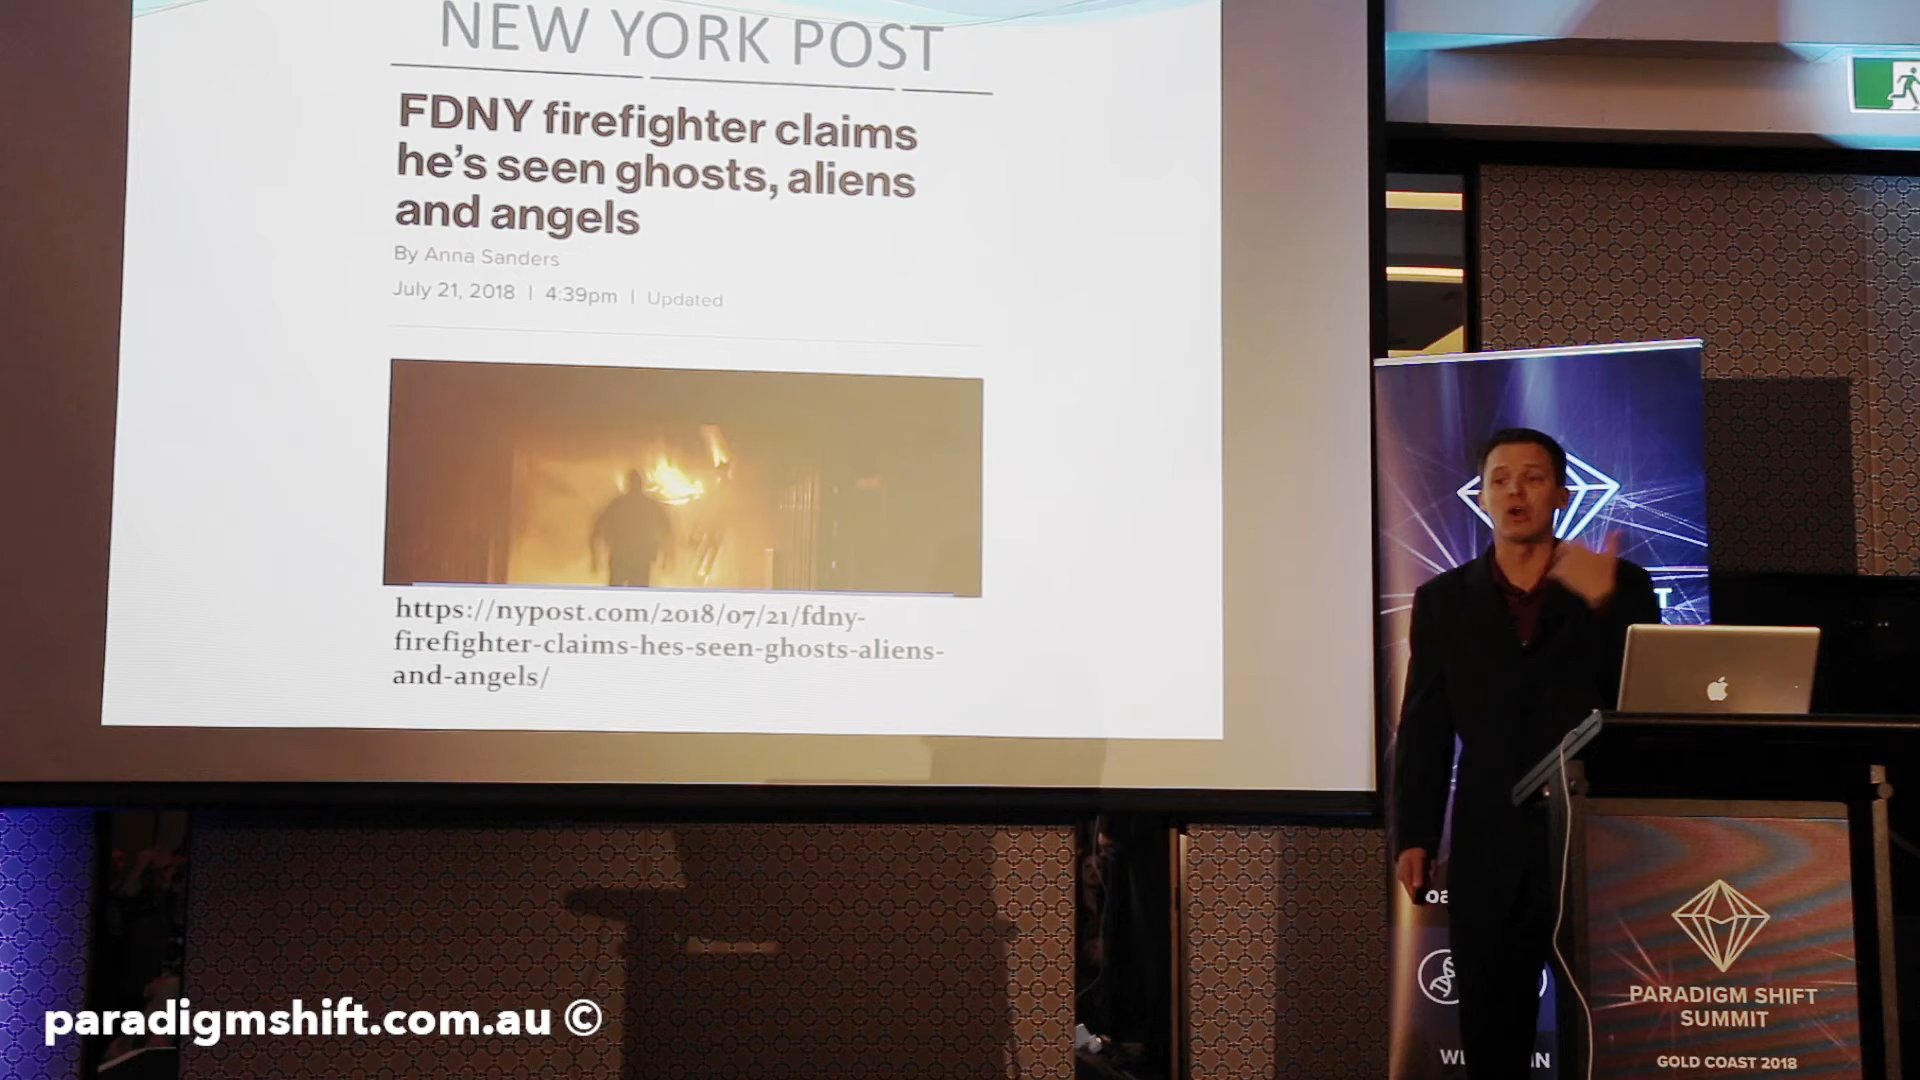 NEW YORK POST
FDNY firefighter claims
he's seen ghosts, aliens
and angels
By Anna Sanders
July 21, 2018 | 4:39pm | Updated
https://nypost.com/2018/07/21/fdny-
firefighter-claims-hes-seen-ghosts-aliens-
and-angels/
PARADIGM SHIFT
SUMMIT
GOLD COAST 2018
paradigmshift.com.au ©